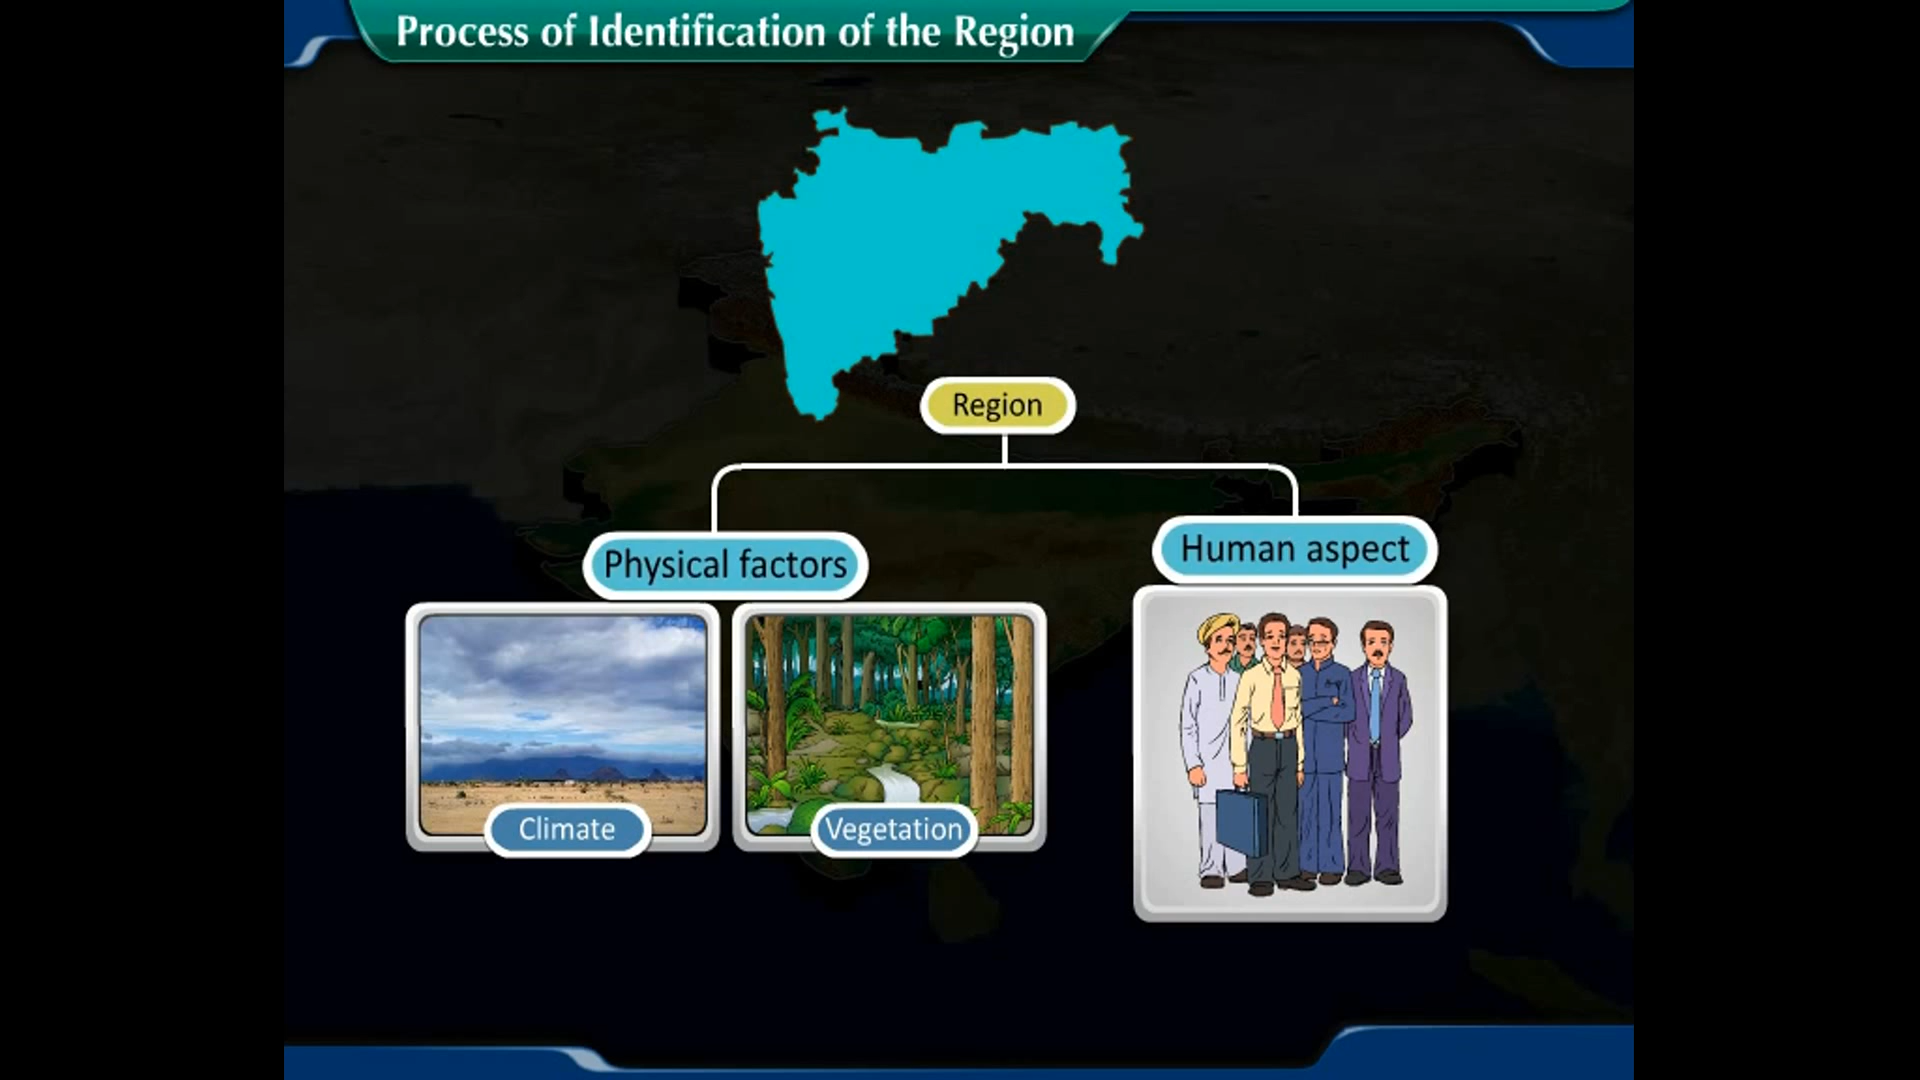 Process of Identification of the Region
Region
Physical factors
Human aspect
Climate
Vegetation